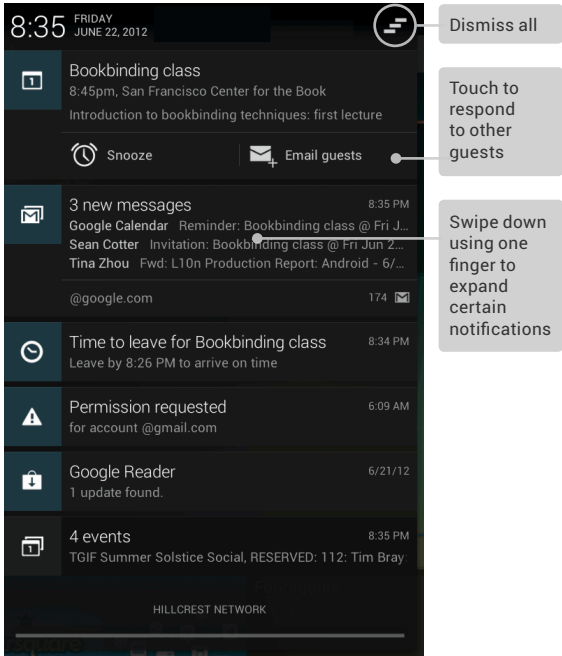 8:35 FRIDAY
JUNE 22, 2012
Dismiss all
1
Bookbinding class
8:45pm, San Francisco Center for the Book
Introduction to bookbinding techniques: first lecture
Snooze
Email guests
Touch to
respond
to other
guests
3 new messages 8:35 PM
Google Calendar Reminder: Bookbinding class @ Fri J...
Sean Cotter Invitation: Bookbinding class @ Fri Jun 2...
Tina Zhou Fwd: L10n Production Report: Android - 6/...
@google.com 174
Swipe down
using one
finger to
expand
certain
notifications
Time to leave for Bookbinding class 8:34 PM
Leave by 8:26 PM to arrive on time
Permission requested 6:09 AM
for account @gmail.com
Google Reader 6/21/12
1 update found.
1
4 events 8:35 PM
TGIF Summer Solstice Social, RESERVED: 112: Tim Bray:
HILLCREST NETWORK